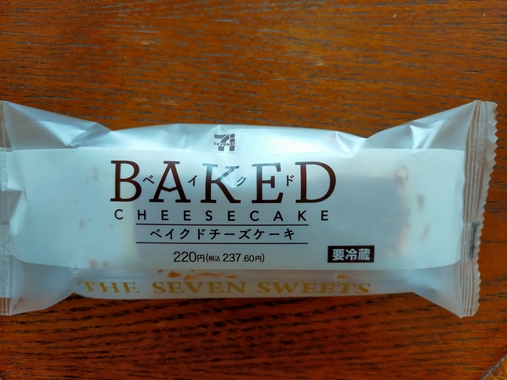 BAKED
ベイクド
CHEESECAKE
ベイクドチーズケーキ
220円(税込 237.60円)
要冷蔵
THE SEVEN SWEETS